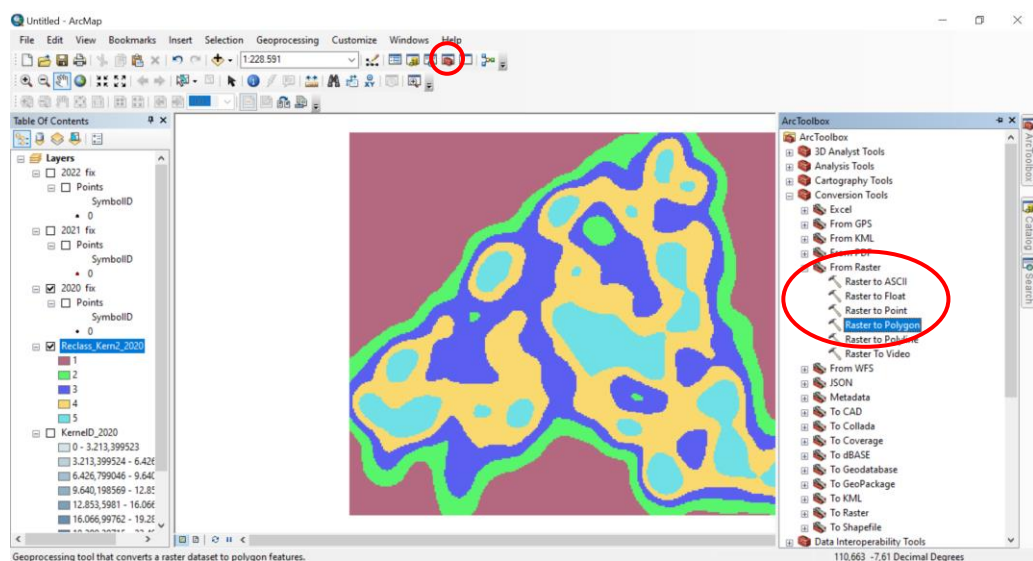 Untitled - ArcMap
File Edit View Bookmarks Insert Selection Geoprocessing Customize Windows Help
1:228.591
Table Of Contents
Layers
2022 fix
Points
SymbolID
0
2021 fix
Points
SymbolID
0
2020 fix
Points
SymbolID
0
Reclass_Kern2_2020
1
2
3
4
5
KernelD_2020
0 - 3.213,399523
3.213,399524 - 6.426
6.426,799046 - 9.640
9.640,198569 - 12.85
12.853,5981 - 16.066
16.066,99762 - 19.28
ArcToolbox
ArcToolbox
3D Analyst Tools
Analysis Tools
Cartography Tools
Conversion Tools
Excel
From GPS
From KML
From PDF
From Raster
Raster to ASCII
Raster to Float
Raster to Point
Raster to Polygon
Raster to Polyline
Raster To Video
From WFS
JSON
Metadata
To CAD
To Collada
To Coverage
To dBASE
To Geodatabase
To GeoPackage
To KML
To Raster
To Shapefile
Data Interoperability Tools
ArcToolbox
Catalog
Search
Geoprocessing tool that converts a raster dataset to polygon features.
110,663 -7,61 Decimal Degrees